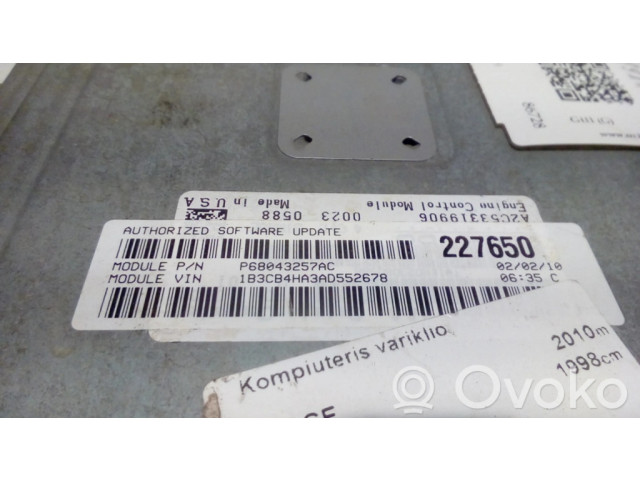 88728
A2C53319906
Engine Control Module
0023 0588
Made in U.S.A
AUTHORIZED SOFTWARE UPDATE
227650
MODULE P/N P68043257AC 02/02/10
MODULE VIN 1B3CB4HA3AD552678 06:35 C
Kompiuteris variklio
2010m
1998cm
Ovoko